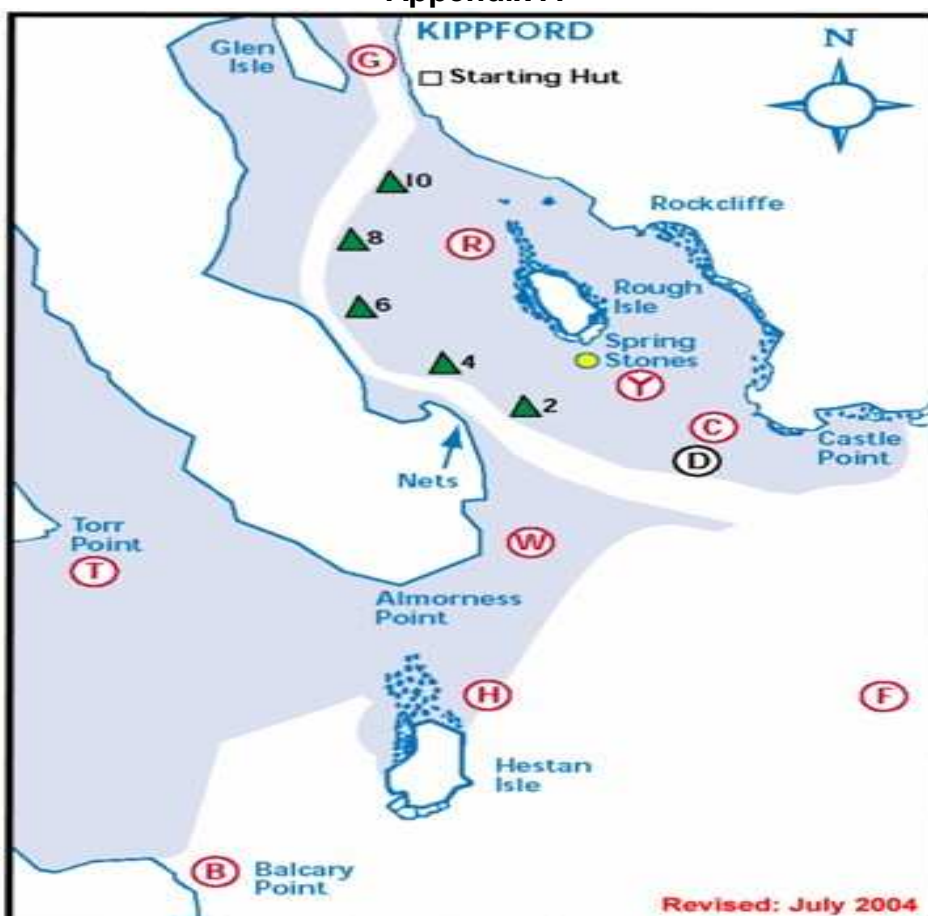 KIPPFORD
N
Glen
Isle
G
Starting Hut
10
Rockcliffe
8
R
Rough
Isle
6
Spring
Stones
4
Y
2
C
Castle
Point
D
Nets
Torr
Point
W
T
Almorness
Point
H
F
Hestan
Isle
B
Balcary
Point
Revised: July 2004